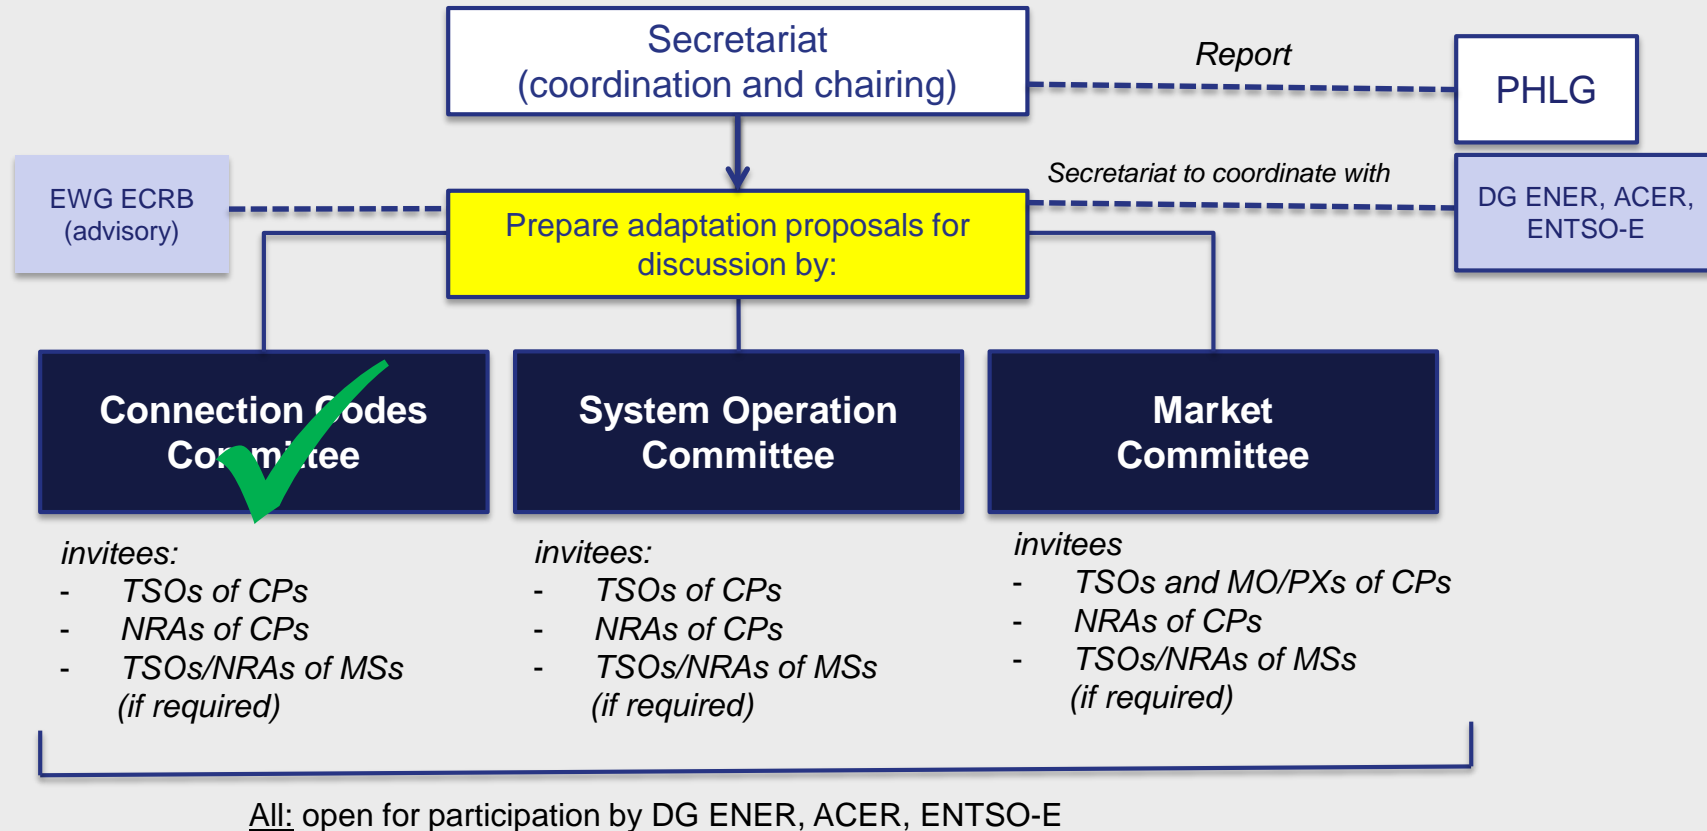 Secretariat
(coordination and chairing)
Report
PHLG
EWG ECRB
(advisory)
Secretariat to coordinate with
DG ENER, ACER,
ENTSO-E
Prepare adaptation proposals for
discussion by:
Connection Codes
Committee
System Operation
Committee
Market
Committee
invitees:
- TSOs of CPs
- NRAs of CPs
- TSOs/NRAs of MSs
(if required)
invitees:
- TSOs of CPs
- NRAs of CPs
- TSOs/NRAs of MSs
(if required)
invitees
- TSOs and MO/PXs of CPs
- NRAs of CPs
- TSOs/NRAs of MSs
(if required)
All: open for participation by DG ENER, ACER, ENTSO-E